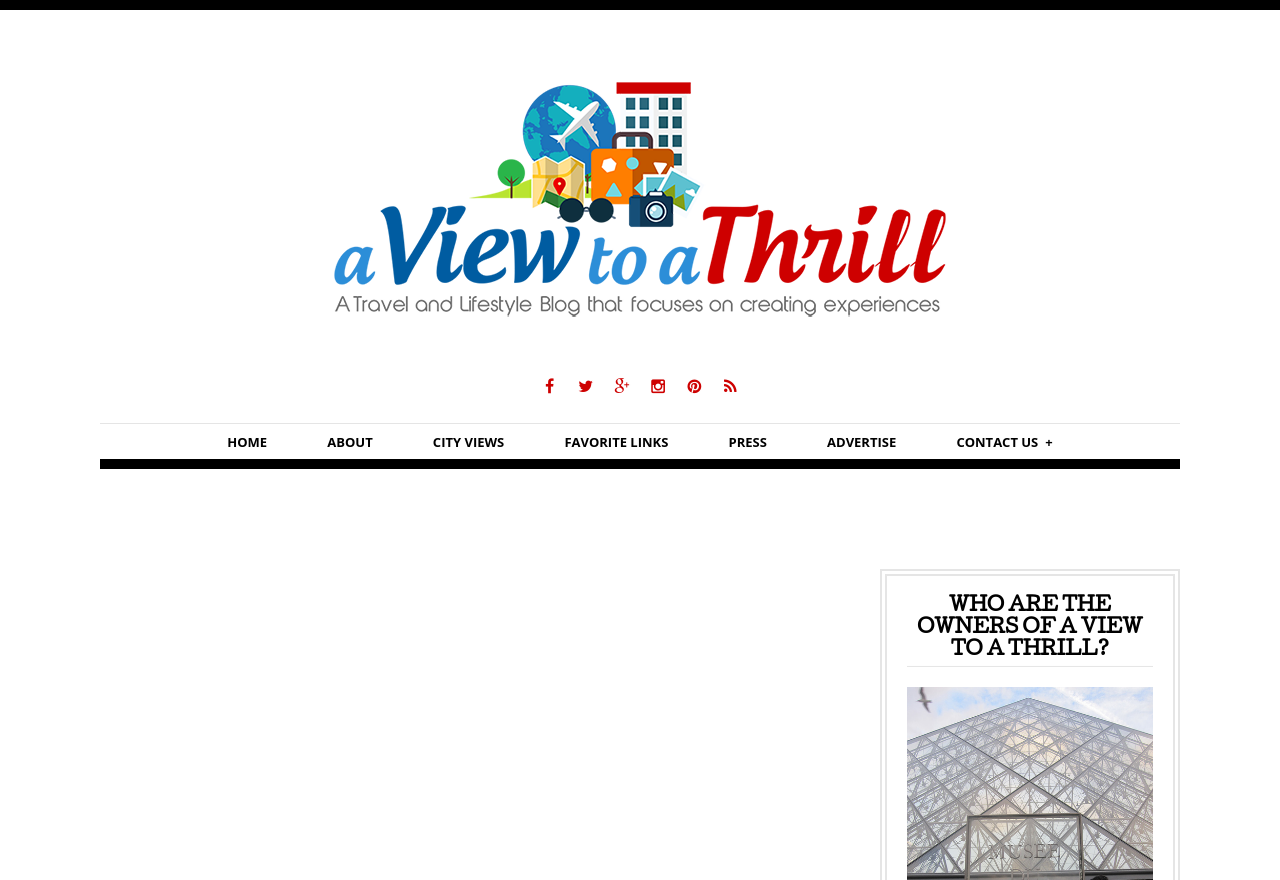 a View to a Thrill
A Travel and Lifestyle Blog that focuses on creating experiences
HOME ABOUT CITY VIEWS FAVORITE LINKS PRESS ADVERTISE CONTACT US +
WHO ARE THE
OWNERS OF A VIEW
TO A THRILL?
MUSEE